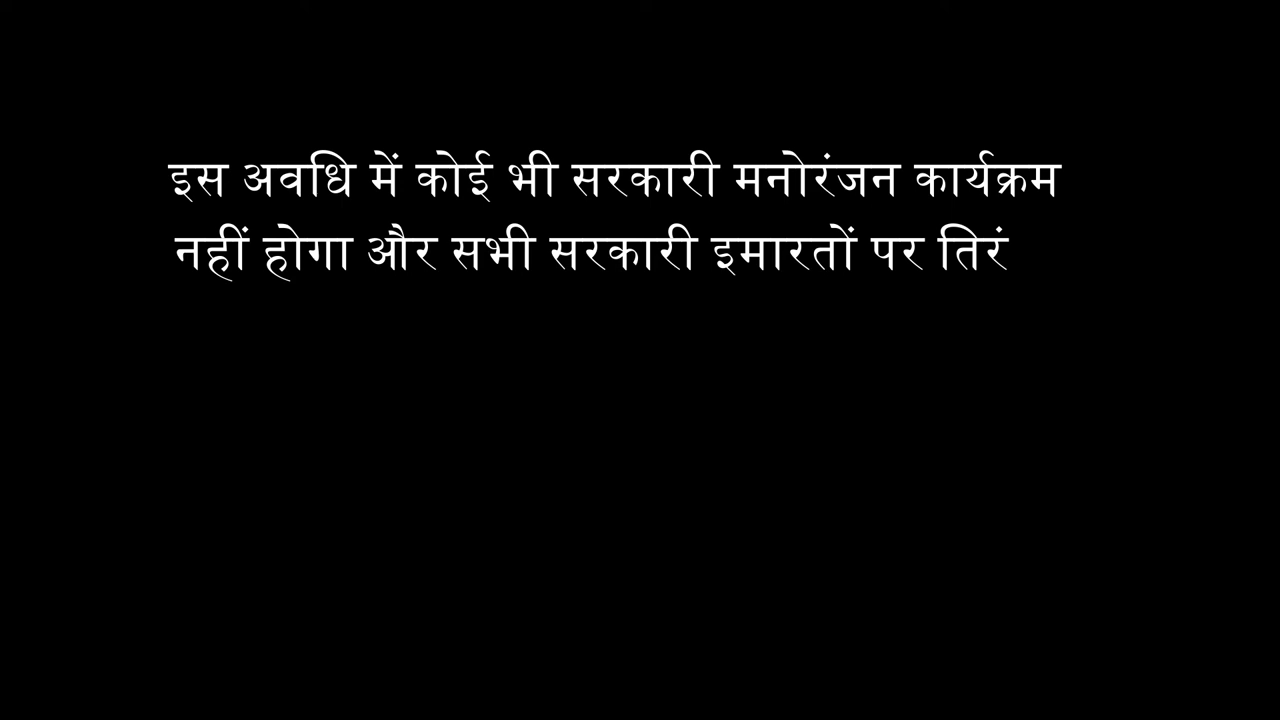 इस अवधि में कोई भी सरकारी मनोरंजन कार्यक्रम
नहीं होगा और सभी सरकारी इमारतों पर तिरं